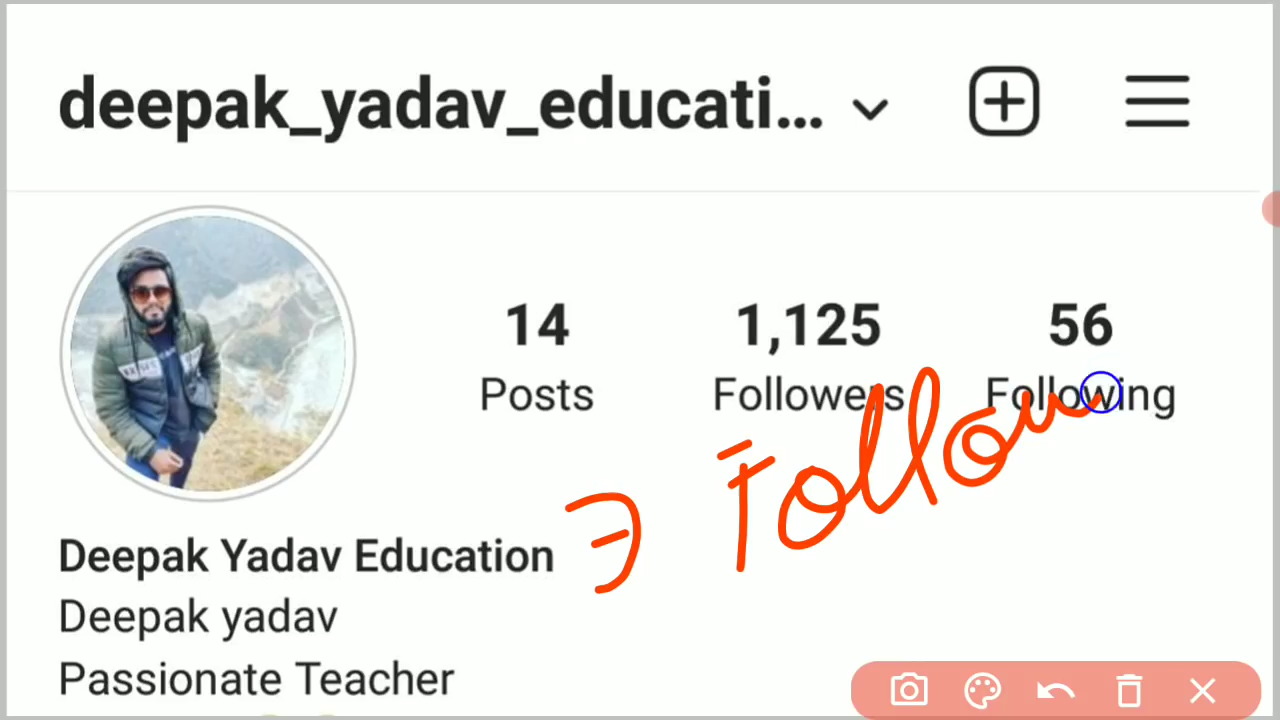 deepak_yadav_educati...
14 1,125 56
Posts Followers Following
Follow
Deepak Yadav Education
Deepak yadav
Passionate Teacher